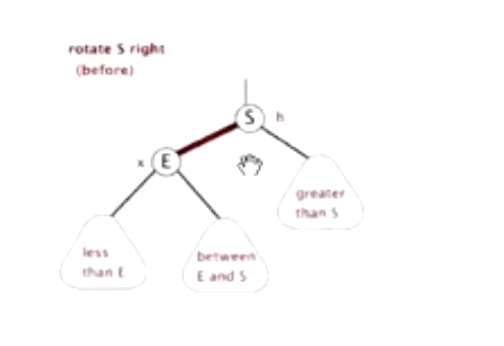 rotate S right
(before)
S
h
x
E
greater
than S
less
than E
between
E and S